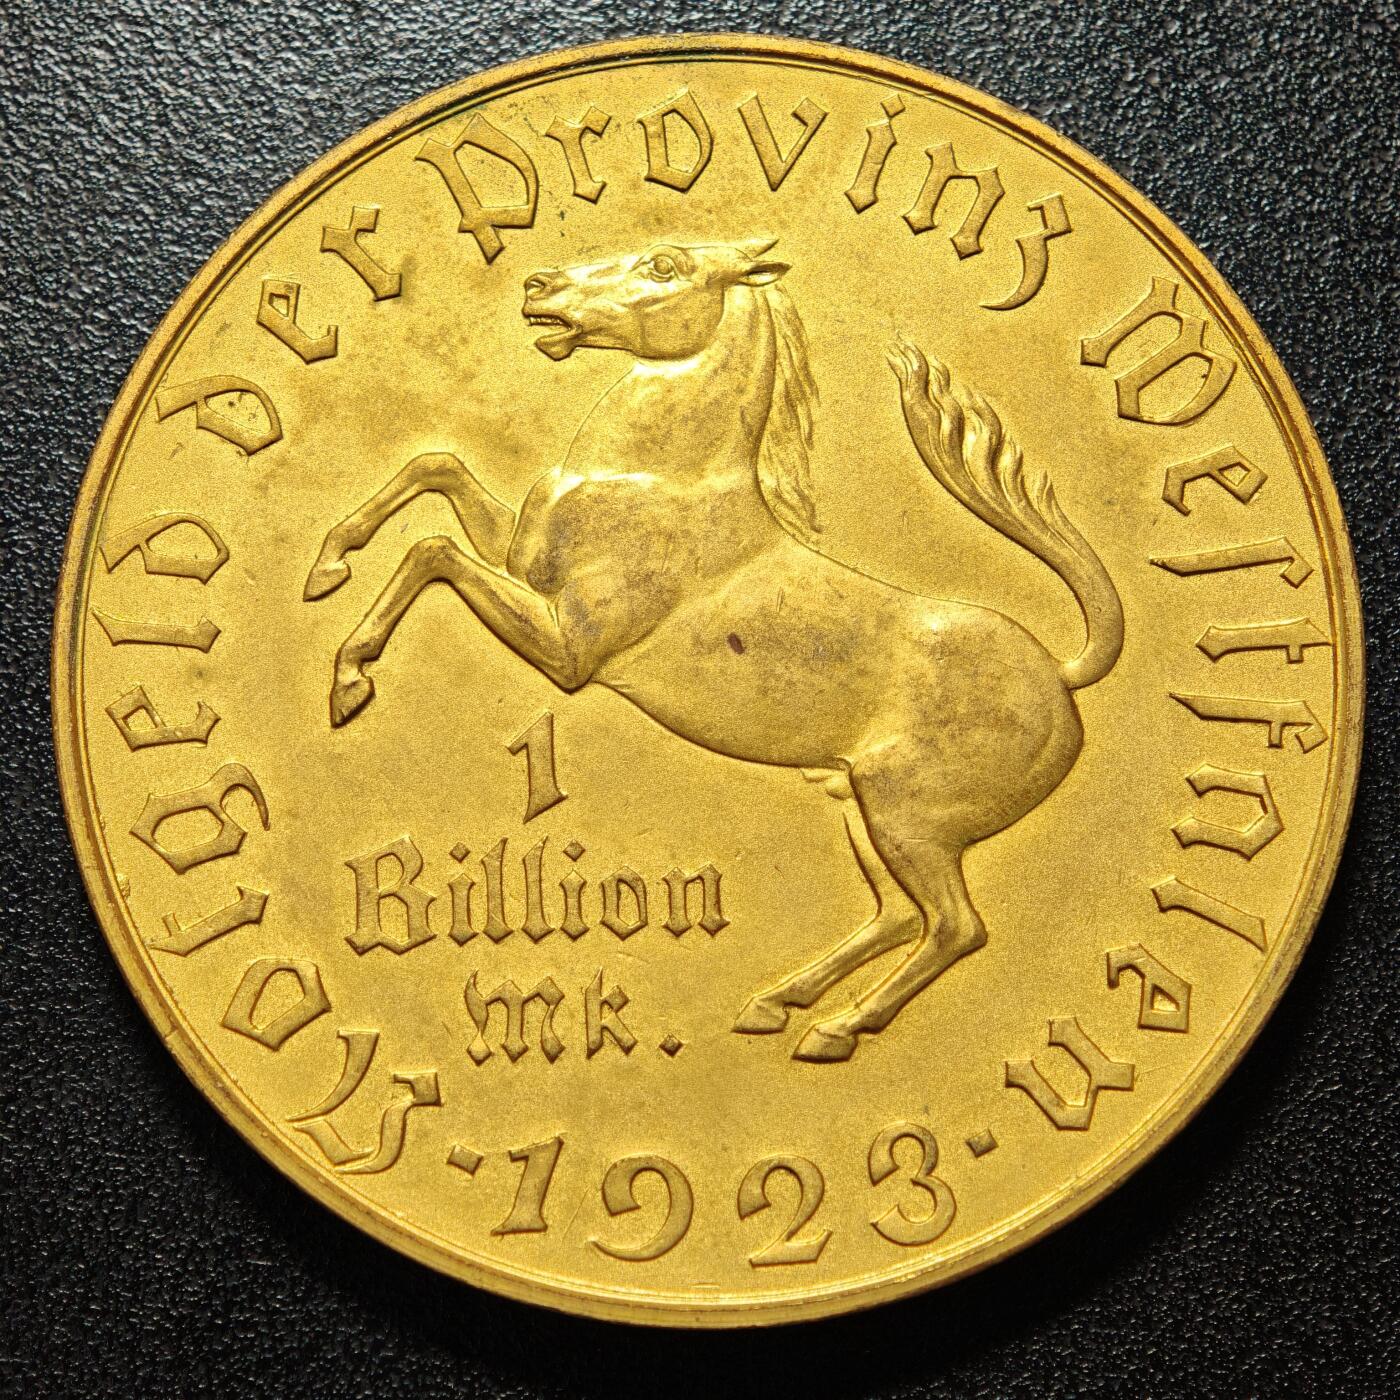 Notgeld der Provinz Westfalen
1
Billion
Mk.
· 1923 ·